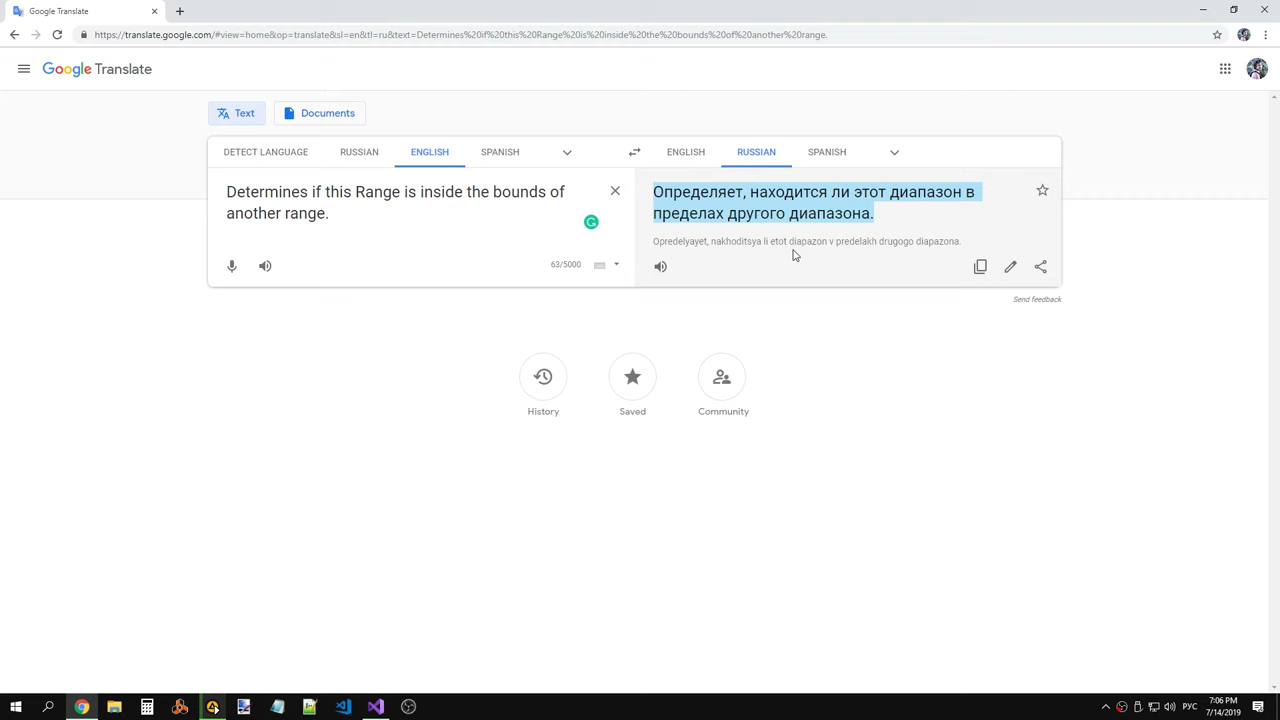 Google Translate
https://translate.google.com/#view=home&op=translate&sl=en&tl=ru&text=Determines%20if%20this%20Range%20is%20inside%20the%20bounds%20of%20another%20range.
Google Translate
Text
Documents
DETECT LANGUAGE RUSSIAN ENGLISH SPANISH
ENGLISH RUSSIAN SPANISH
Determines if this Range is inside the bounds of
another range.
63/5000
Определяет, находится ли этот диапазон в
пределах другого диапазона.
Opredelyayet, nakhoditsya li etot diapazon v predelakh drugogo diapazona.
Send feedback
History
Saved
Community
7:06 PM
РУС
7/14/2019